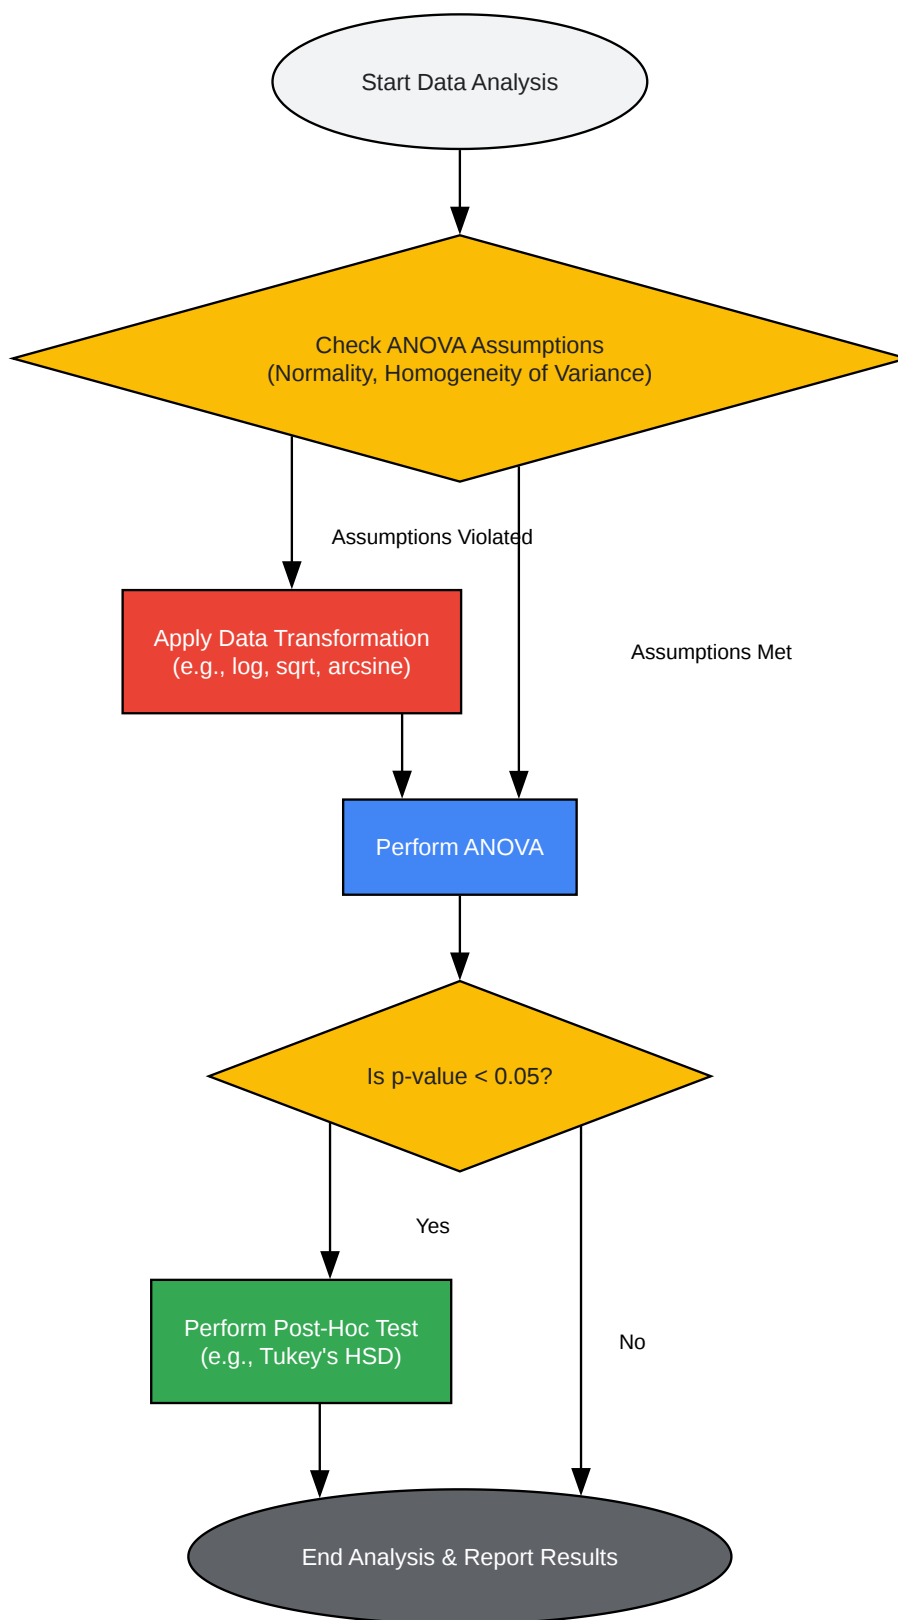 Start Data Analysis
Check ANOVA Assumptions
(Normality, Homogeneity of Variance)
Assumptions Violated
Apply Data Transformation
(e.g., log, sqrt, arcsine)
Assumptions Met
Perform ANOVA
Is p-value < 0.05?
Yes
Perform Post-Hoc Test
(e.g., Tukey's HSD)
No
End Analysis & Report Results